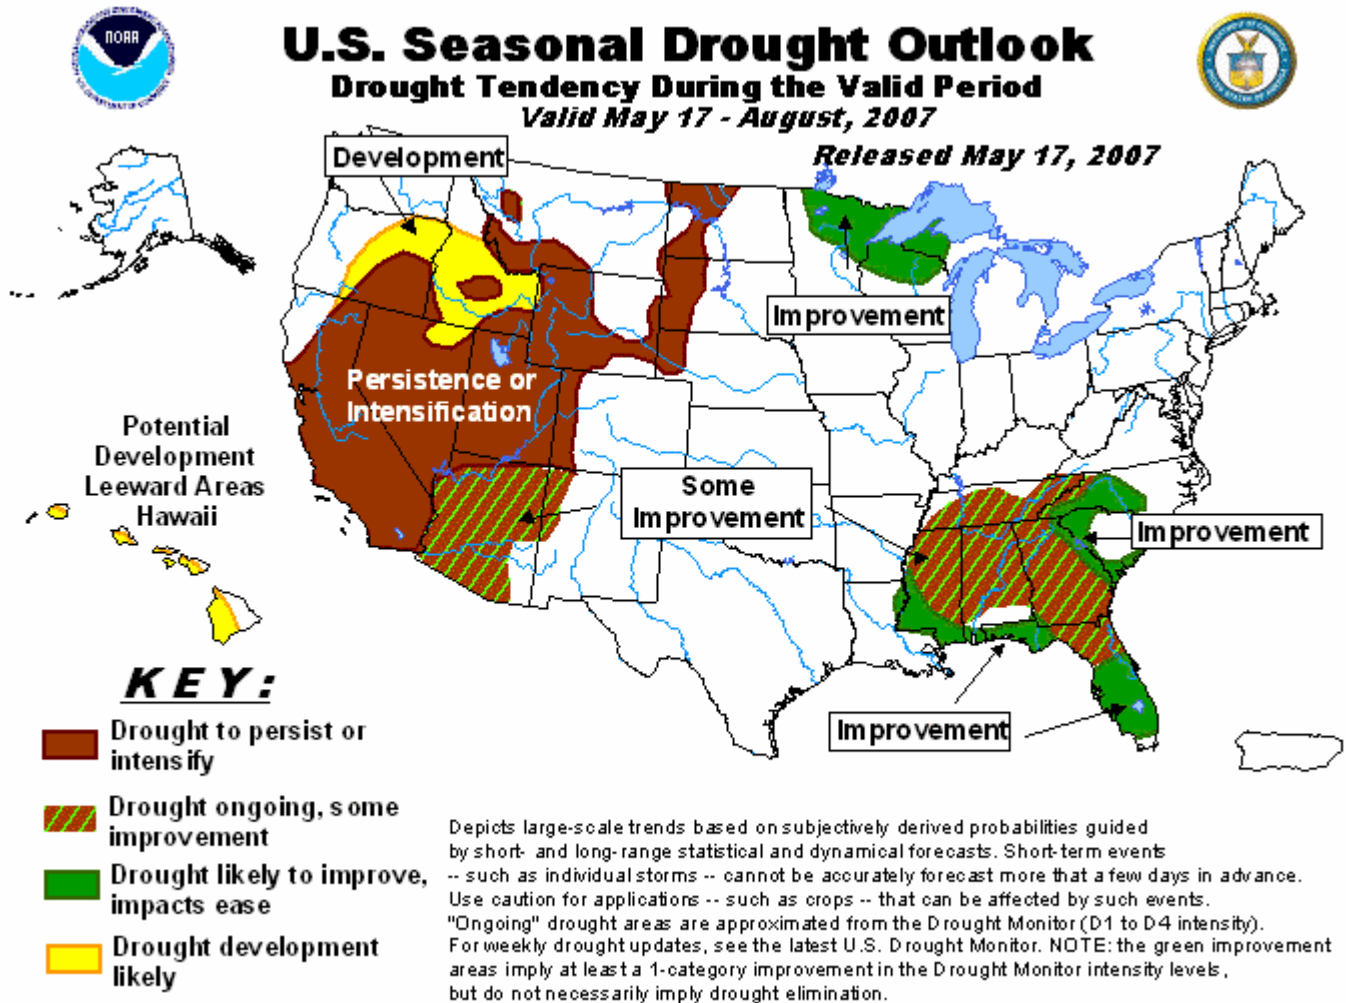 NOAA
U.S. Seasonal Drought Outlook
Drought Tendency During the Valid Period
Valid May 17 - August, 2007
Released May 17, 2007
Development
Improvement
Persistence or
Intensification
Potential
Development
Leeward Areas
Hawaii
Some
Improvement
Improvement
Improvement
KEY:
Drought to persist or
intensify
Drought ongoing, some
improvement
Drought likely to improve,
impacts ease
Drought development
likely
Depicts large-scale trends based on subjectively derived probabilities guided
by short- and long-range statistical and dynamical forecasts. Short-term events
-- such as individual storms -- cannot be accurately forecast more that a few days in advance.
Use caution for applications -- such as crops -- that can be affected by such events.
"Ongoing" drought areas are approximated from the Drought Monitor (D1 to D4 intensity).
For weekly drought updates, see the latest U.S. Drought Monitor. NOTE: the green improvement
areas imply at least a 1-category improvement in the Drought Monitor intensity levels,
but do not necessarily imply drought elimination.